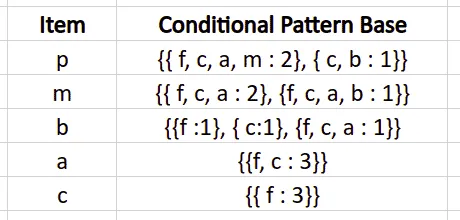 Item Conditional Pattern Base
p {{ f, c, a, m : 2}, { c, b : 1}}
m {{ f, c, a : 2}, {f, c, a, b : 1}}
b {{f :1}, { c:1}, {f, c, a : 1}}
a {{f, c : 3}}
c {{ f : 3}}